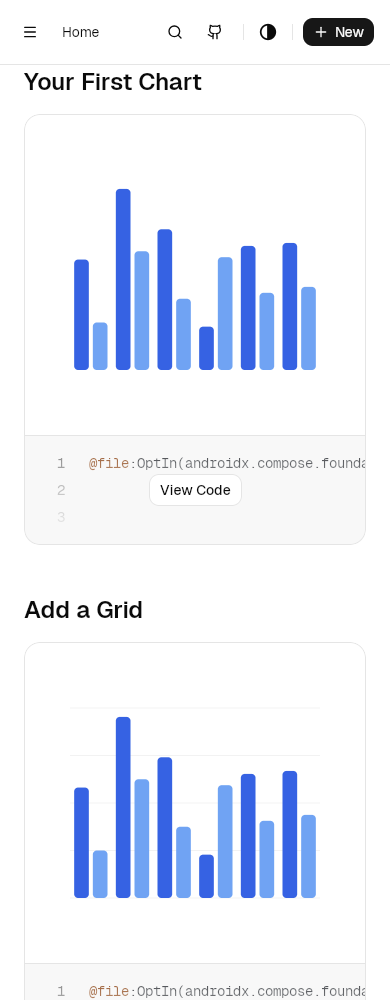 Home
New
Your First Chart
1 @file:OptIn(androidx.compose.founda
2
View Code
3
Add a Grid
1 @file:OptIn(androidx.compose.founda